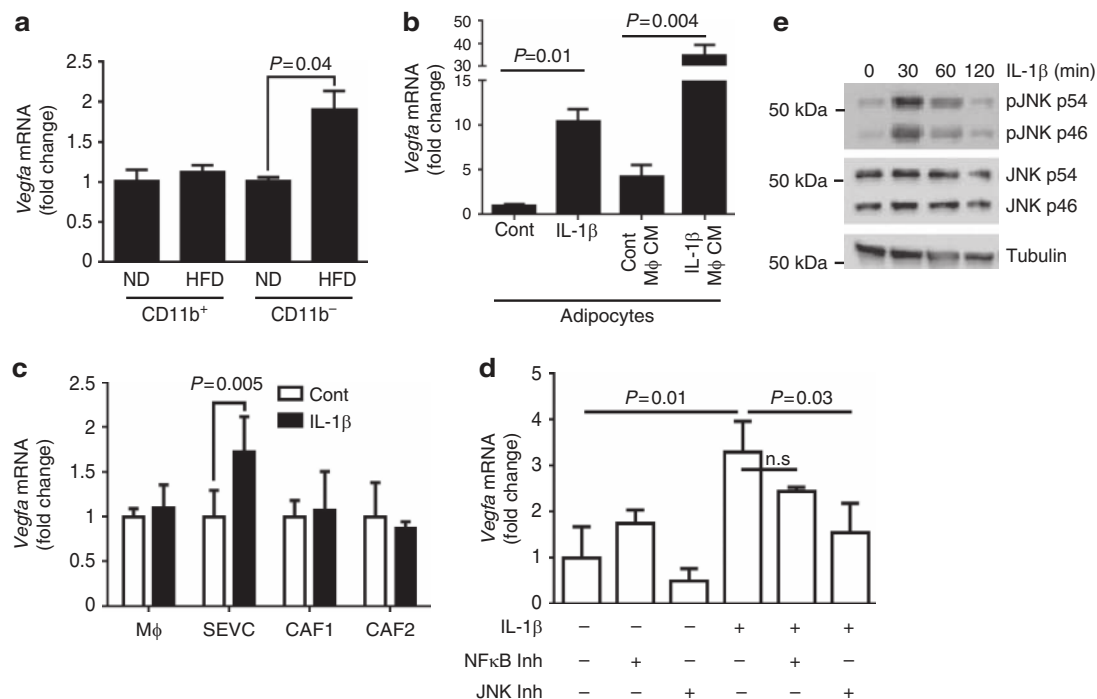 a
Vegfa mRNA
(fold change)
2.5
2
1.5
1
0.5
0
P=0.04
ND
HFD
ND
HFD
CD11b+
CD11b−
b
Vegfa mRNA
(fold change)
50
40
30
20
10
5
0
P=0.01
P=0.004
Cont
IL-1β
Cont
Mϕ CM
IL-1β
Mϕ CM
Adipocytes
e
0 30 60 120 IL-1β (min)
50 kDa
pJNK p54
pJNK p46
50 kDa
JNK p54
JNK p46
50 kDa
Tubulin
c
Vegfa mRNA
(fold change)
2.5
2
1.5
1
0.5
0
P=0.005
Cont
IL-1β
Mϕ
SEVC
CAF1
CAF2
d
Vegfa mRNA
(fold change)
5
4
3
2
1
0
P=0.01
P=0.03
n.s
IL-1β − − − + + +
NFκB Inh − + − − + −
JNK Inh − − + − − +